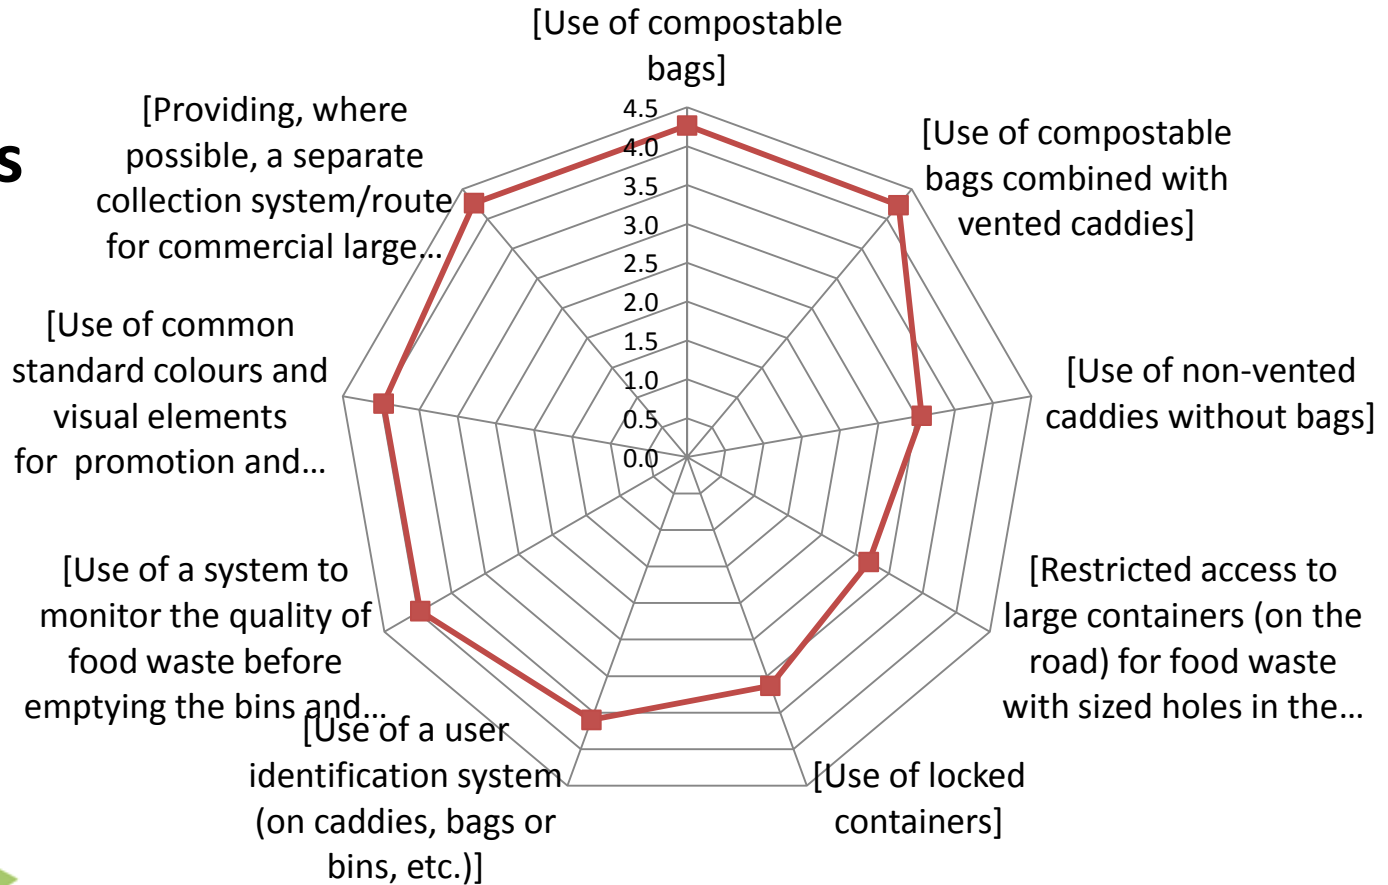 [Use of compostable
bags]
[Providing, where
possible, a separate
collection system/route
for commercial large...
s
[Use of compostable
bags combined with
vented caddies]
4.5
4.0
3.5
3.0
2.5
2.0
1.5
1.0
0.5
0.0
[Use of common
standard colours and
visual elements
for  promotion and...
[Use of non-vented
caddies without bags]
[Use of a system to
monitor the quality of
food waste before
emptying the bins and...
[Restricted access to
large containers (on the
road) for food waste
with sized holes in the...
[Use of a user
identification system
(on caddies, bags or
bins, etc.)]
[Use of locked
containers]